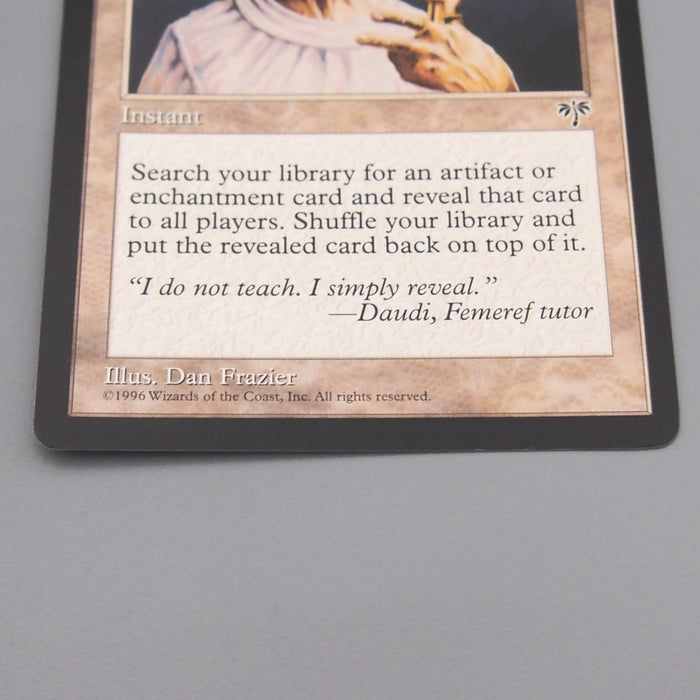 Instant
Search your library for an artifact or
enchantment card and reveal that card
to all players. Shuffle your library and
put the revealed card back on top of it.
“I do not teach. I simply reveal.”
—Daudi, Femeref tutor
Illus. Dan Frazier
©1996 Wizards of the Coast, Inc. All rights reserved.